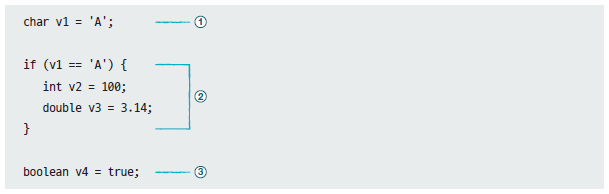 char v1 = 'A'; ①
if (v1 == 'A') {
int v2 = 100;
②
double v3 = 3.14;
}
boolean v4 = true; ③